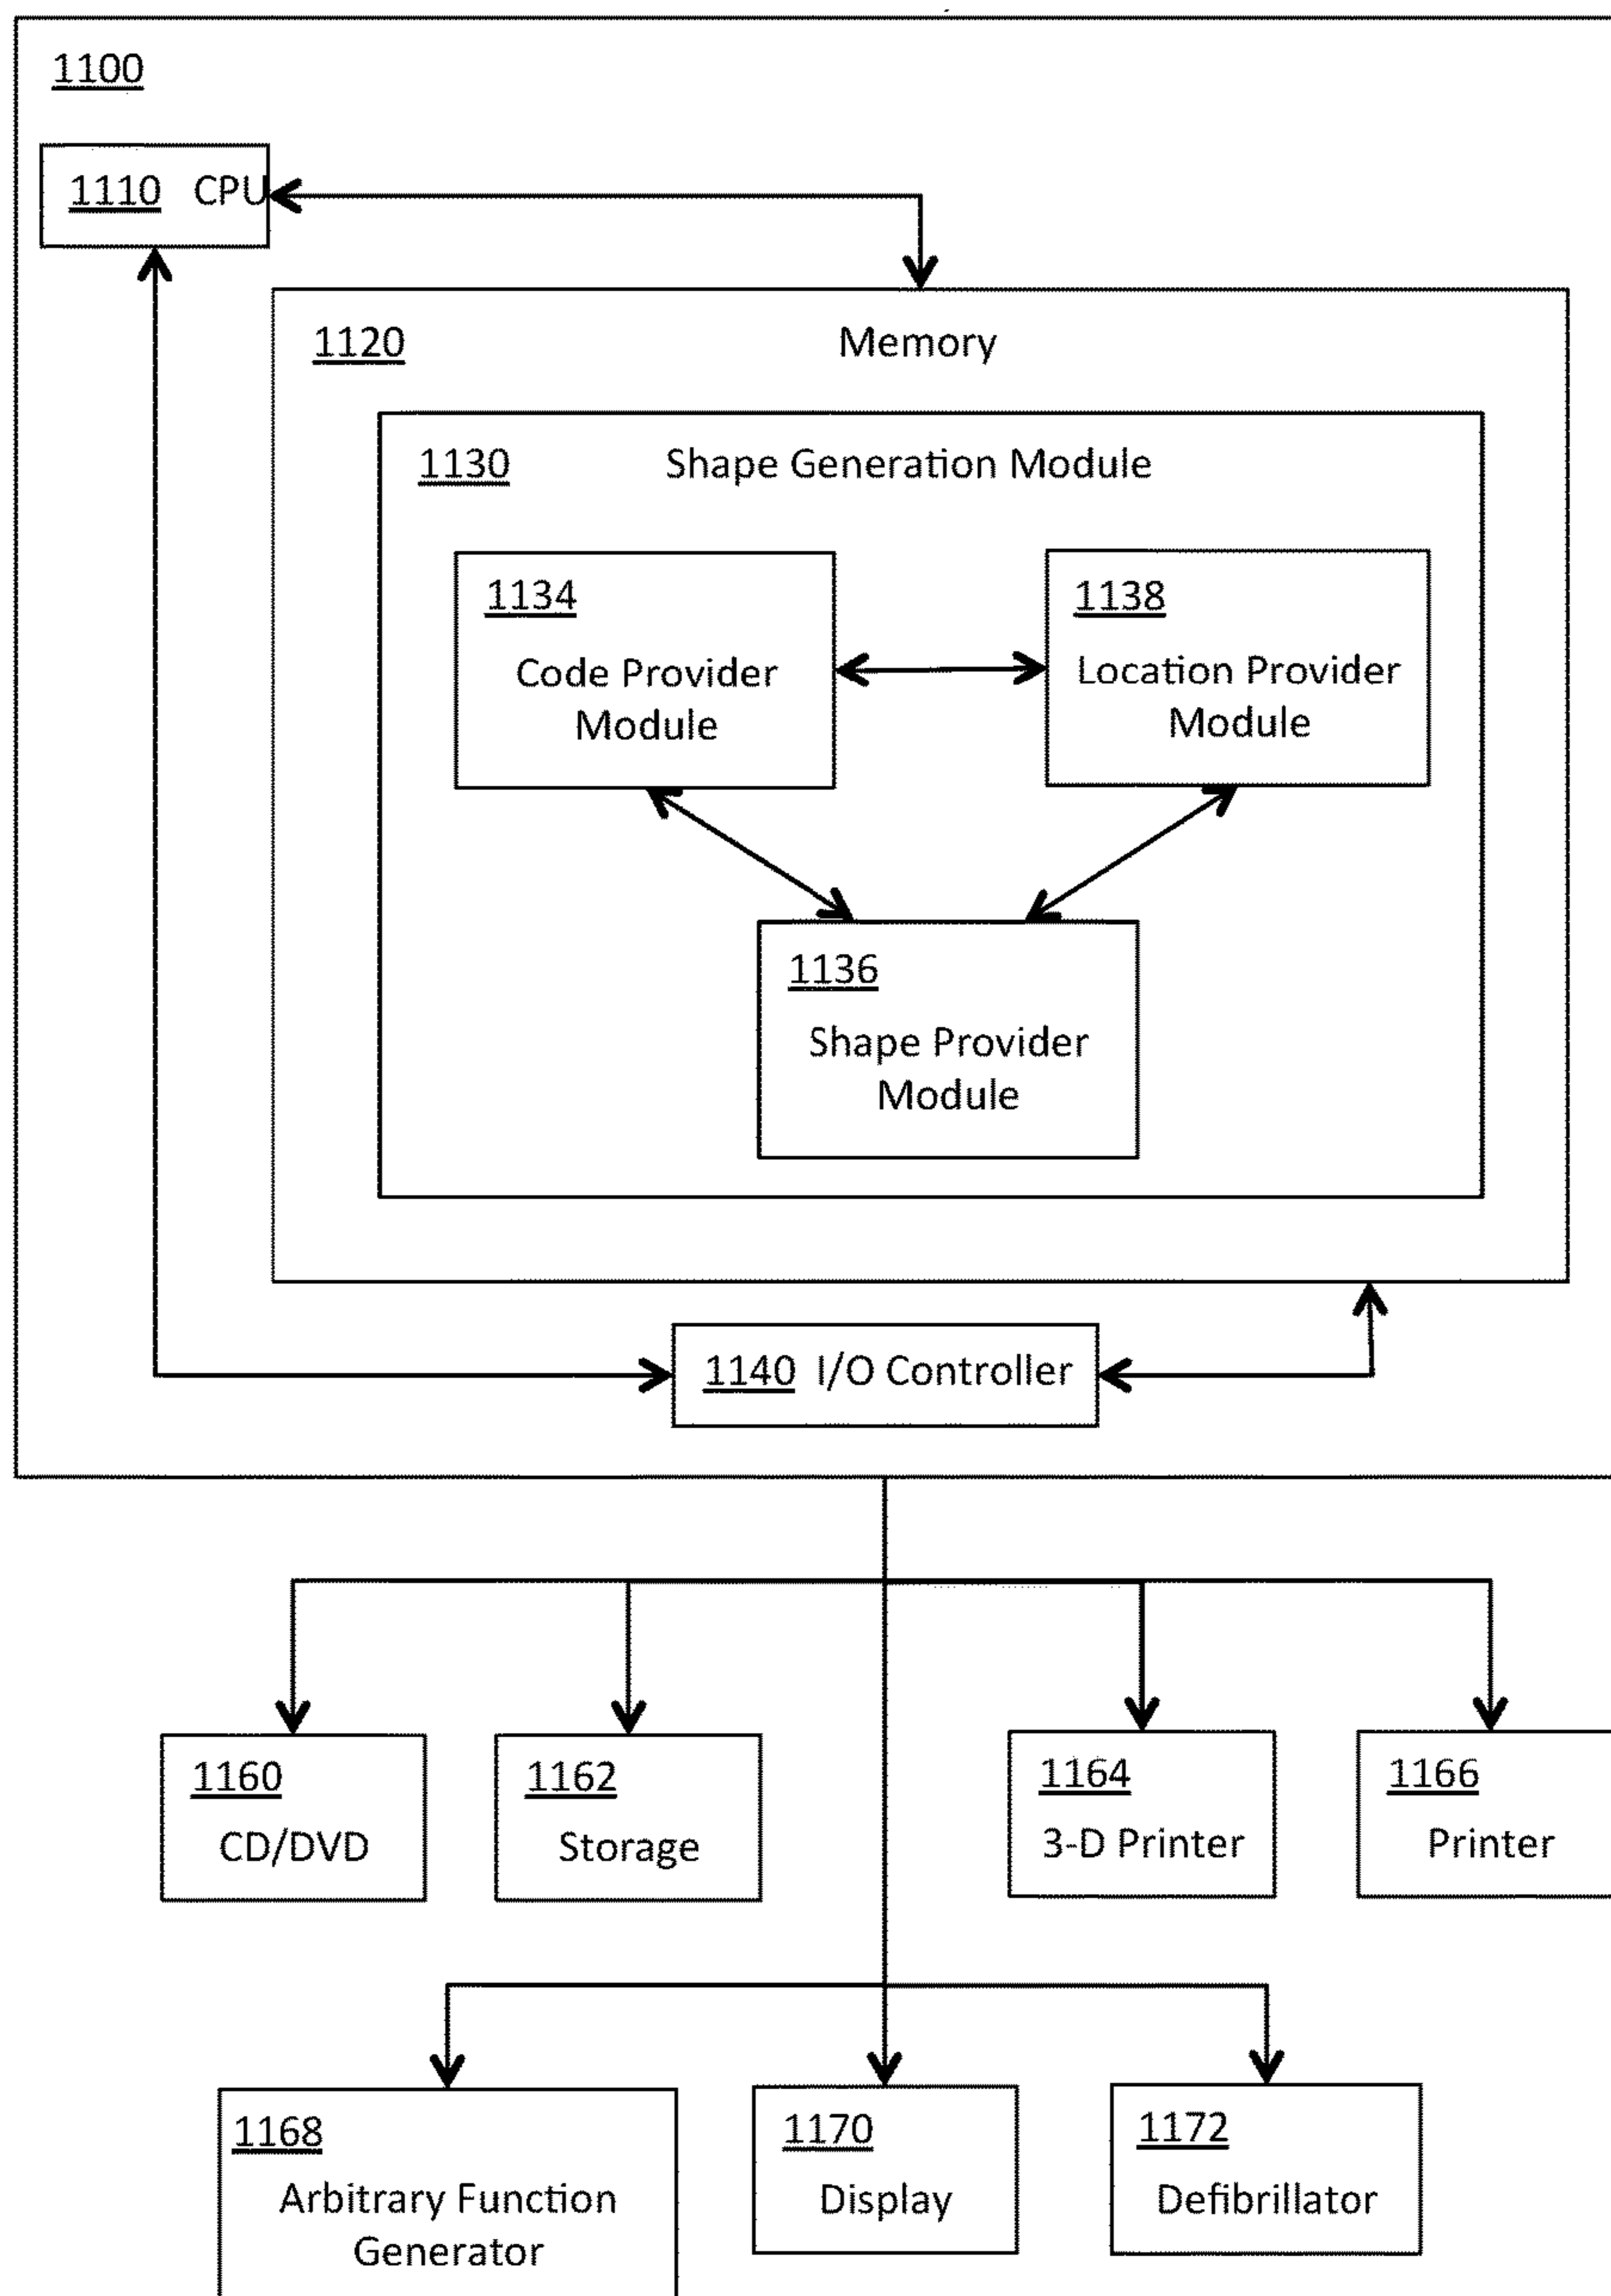 1100
1110 CPU
1120 Memory
1130 Shape Generation Module
1134
Code Provider
Module
1138
Location Provider
Module
1136
Shape Provider
Module
1140 I/O Controller
1160
CD/DVD
1162
Storage
1164
3-D Printer
1166
Printer
1168
Arbitrary Function
Generator
1170
Display
1172
Defibrillator